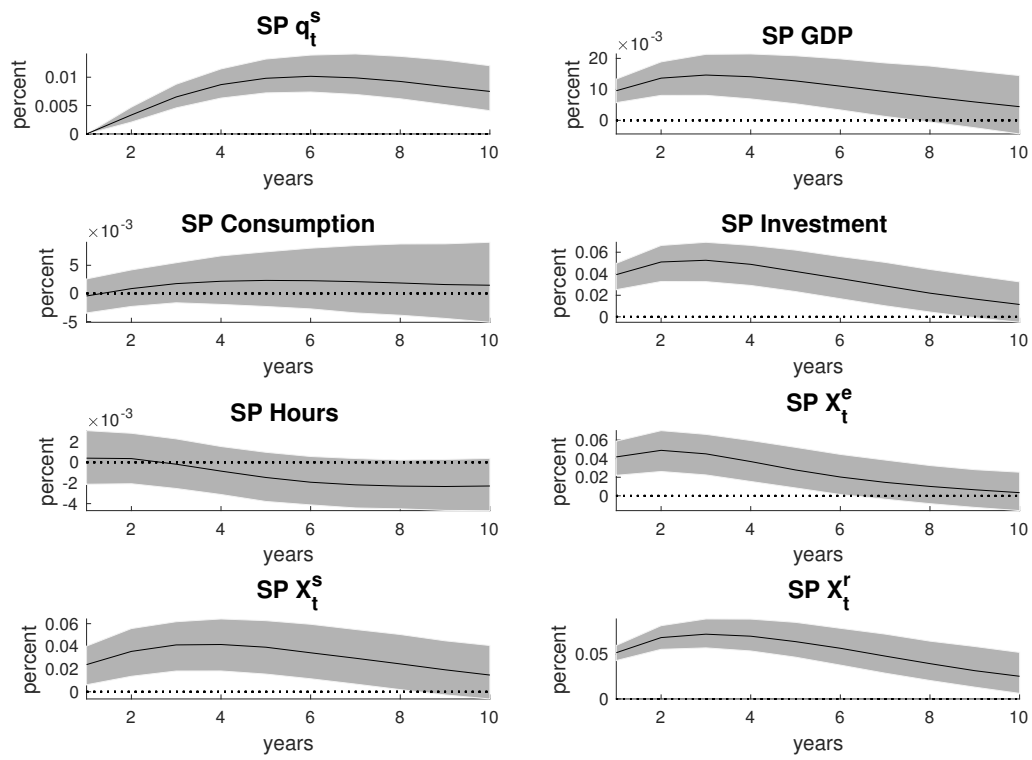 SP q_t^s
percent
0.01
0.005
0
2 4 6 8 10
years
SP GDP
×10^-3
percent
20
10
0
2 4 6 8 10
years
SP Consumption
×10^-3
percent
5
0
-5
2 4 6 8 10
years
SP Investment
percent
0.06
0.04
0.02
0
2 4 6 8 10
years
SP Hours
×10^-3
percent
2
0
-2
-4
2 4 6 8 10
years
SP X_t^e
percent
0.06
0.04
0.02
0
2 4 6 8 10
years
SP X_t^s
percent
0.06
0.04
0.02
0
2 4 6 8 10
years
SP X_t^r
percent
0.05
0
2 4 6 8 10
years